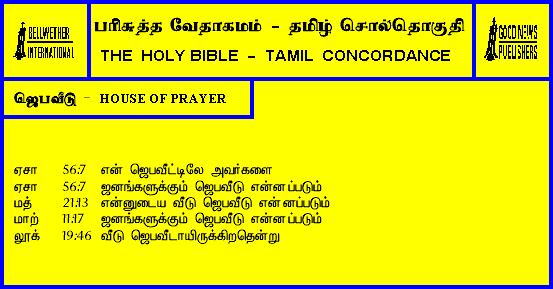 BELLWETHER
INTERNATIONAL
பரிசுத்த வேதாகமம் - தமிழ் சொல்தொகுதி
THE HOLY BIBLE - TAMIL CONCORDANCE
GOOD NEWS
PUBLISHERS
ஜெபவீடு - HOUSE OF PRAYER
ஏசா 56:7 என் ஜெபவீட்டிலே அவர்களை
ஏசா 56:7 ஜனங்களுக்கும் ஜெபவீடு என்னப்படும்
மத் 21:13 என்னுடைய வீடு ஜெபவீடு என்னப்படும்
மாற் 11:17 ஜனங்களுக்கும் ஜெபவீடு என்னப்படும்
லூக் 19:46 வீடு ஜெபவீடாயிருக்கிறதென்று